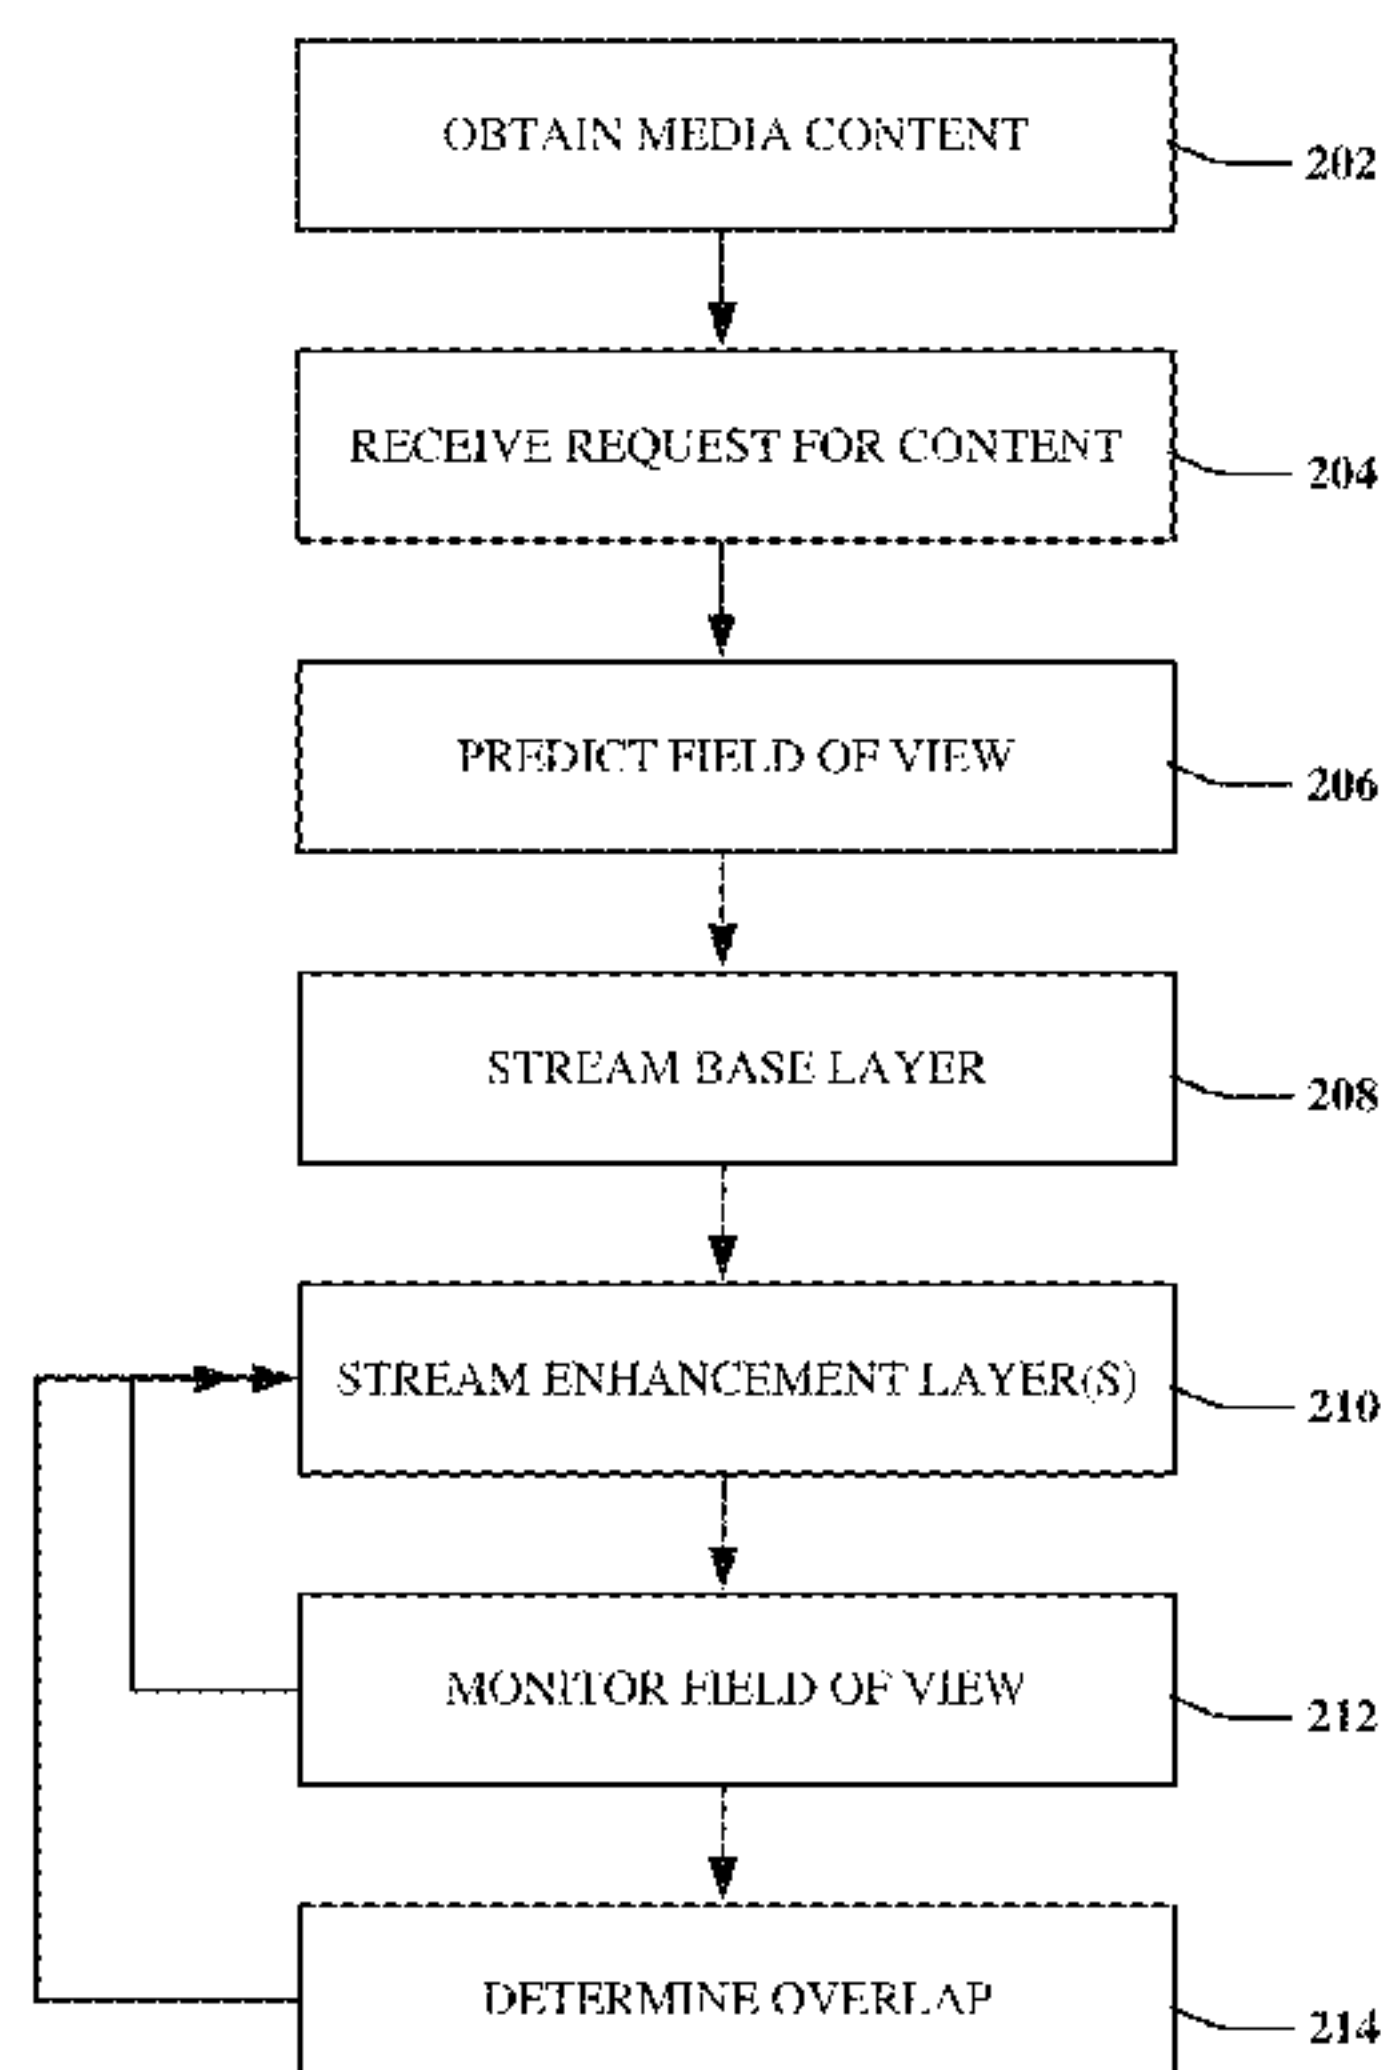 OBTAIN MEDIA CONTENT
202
RECEIVE REQUEST FOR CONTENT
204
PREDICT FIELD OF VIEW
206
STREAM BASE LAYER
208
STREAM ENHANCEMENT LAYER(S)
210
MONITOR FIELD OF VIEW
212
DETERMINE OVERLAP
214